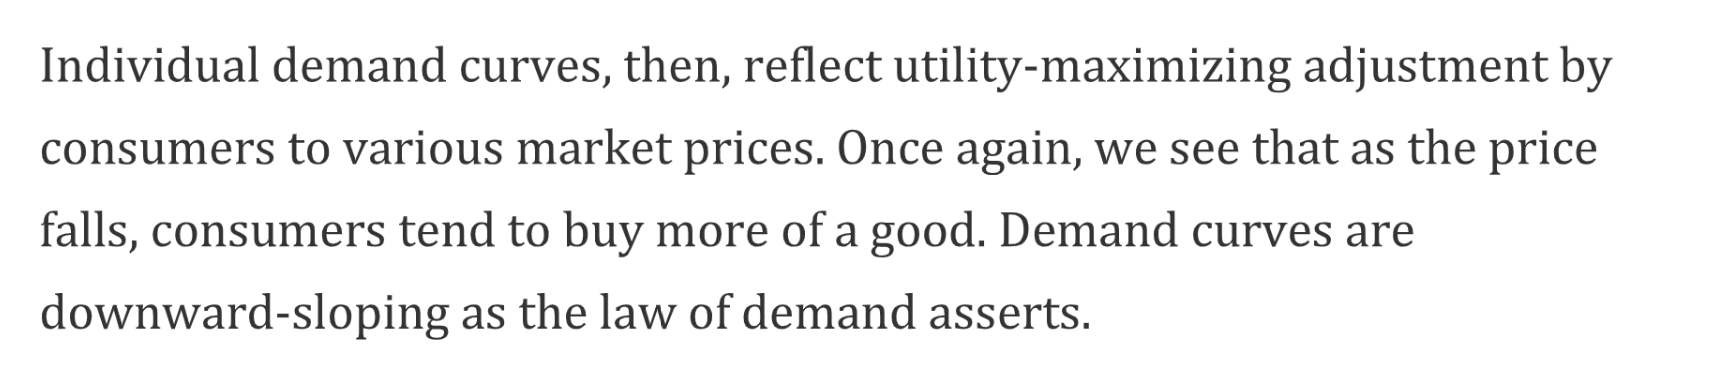 Individual demand curves, then, reflect utility-maximizing adjustment by
consumers to various market prices. Once again, we see that as the price
falls, consumers tend to buy more of a good. Demand curves are
downward-sloping as the law of demand asserts.